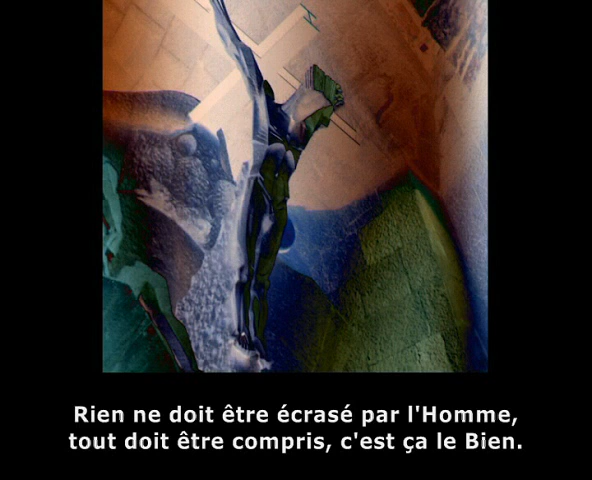 Rien ne doit être écrasé par l'Homme,
tout doit être compris, c'est ça le Bien.